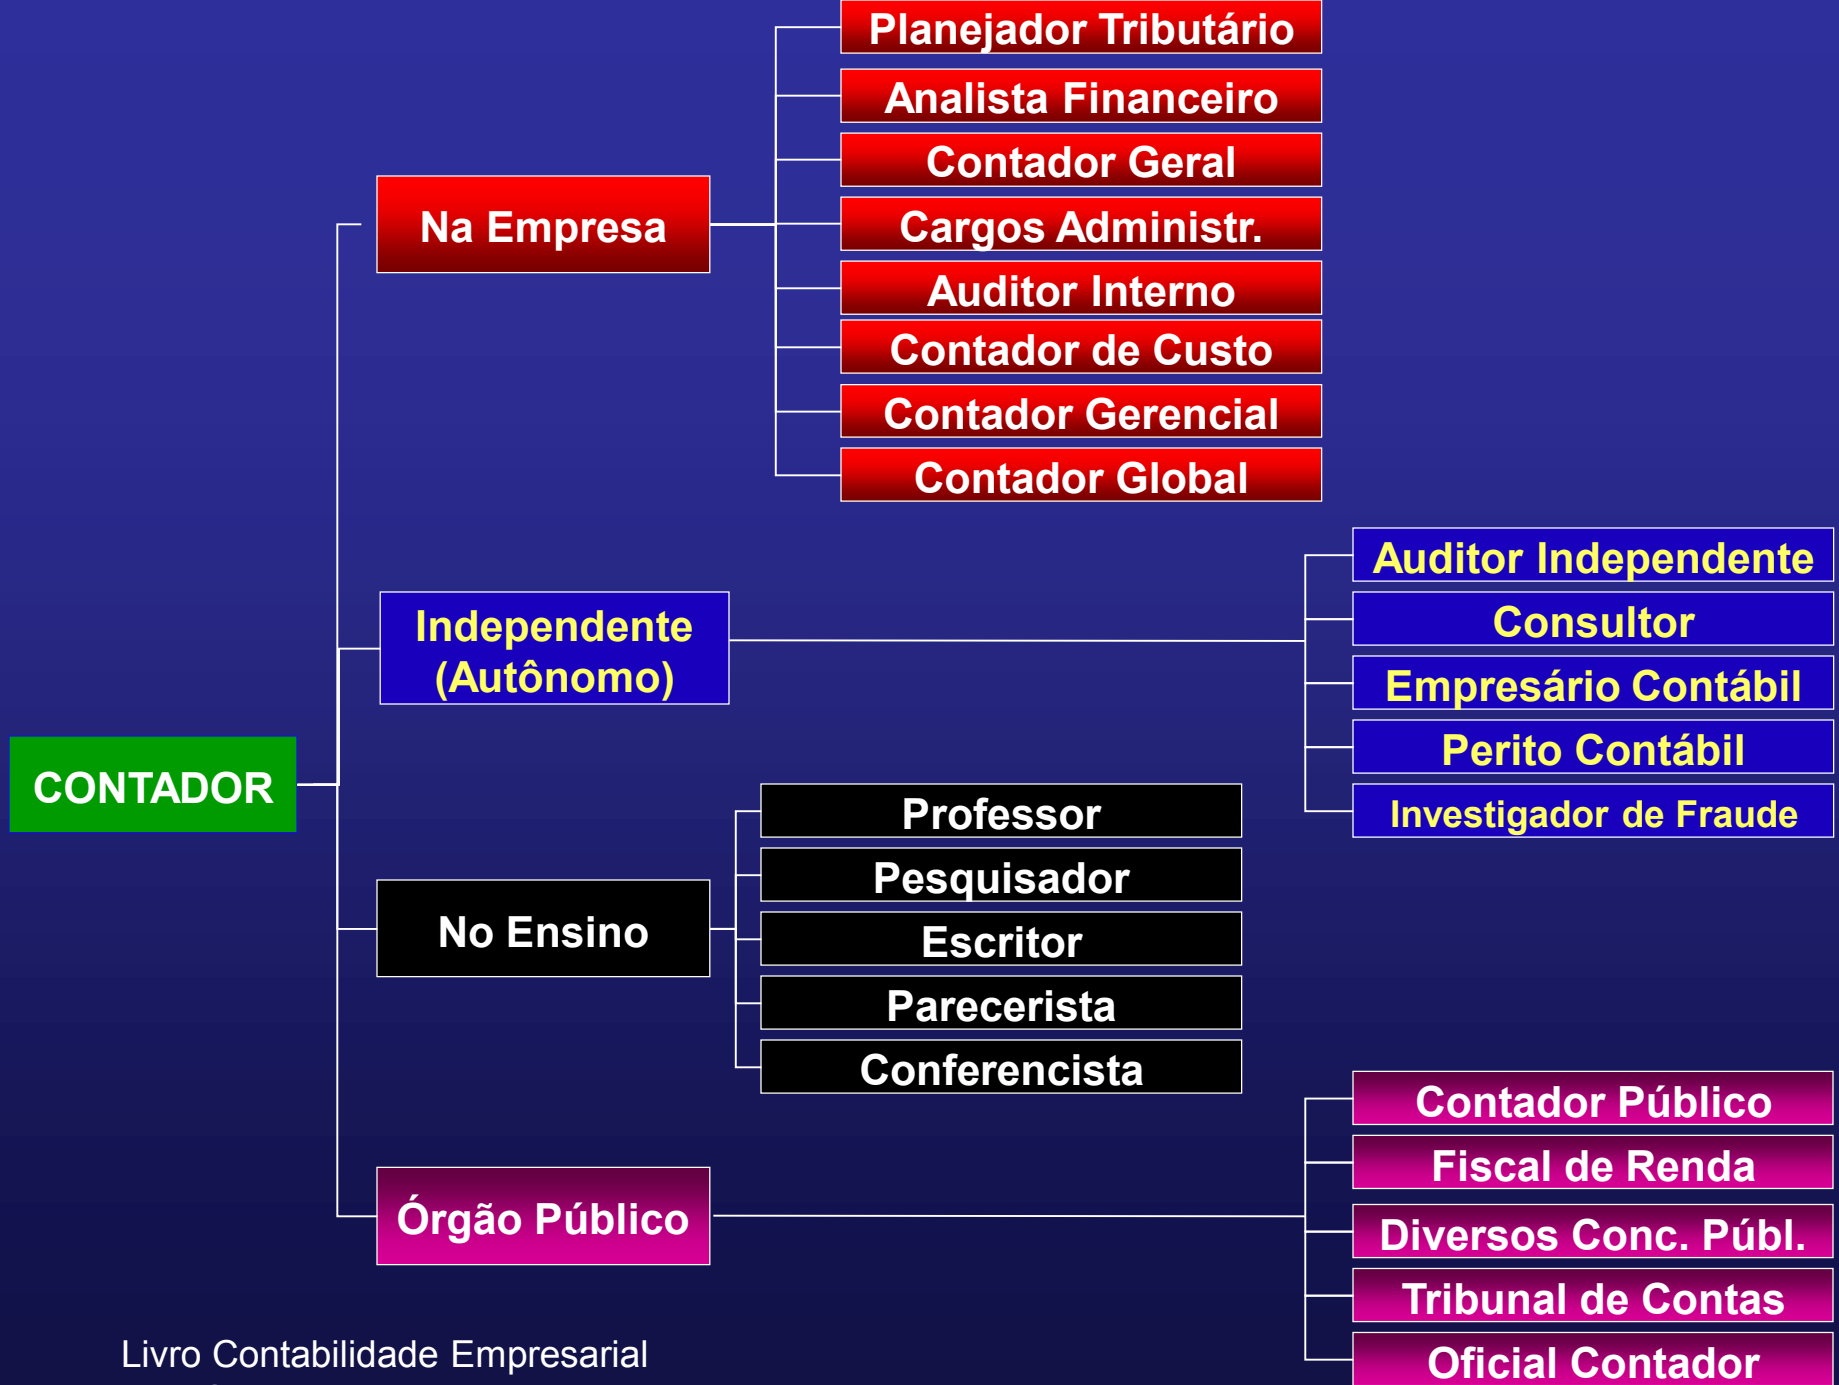 CONTADOR
Na Empresa
Planejador Tributário
Analista Financeiro
Contador Geral
Cargos Administr.
Auditor Interno
Contador de Custo
Contador Gerencial
Contador Global
Independente
(Autônomo)
Auditor Independente
Consultor
Empresário Contábil
Perito Contábil
Investigador de Fraude
No Ensino
Professor
Pesquisador
Escritor
Parecerista
Conferencista
Órgão Público
Contador Público
Fiscal de Renda
Diversos Conc. Públ.
Tribunal de Contas
Oficial Contador
Livro Contabilidade Empresarial